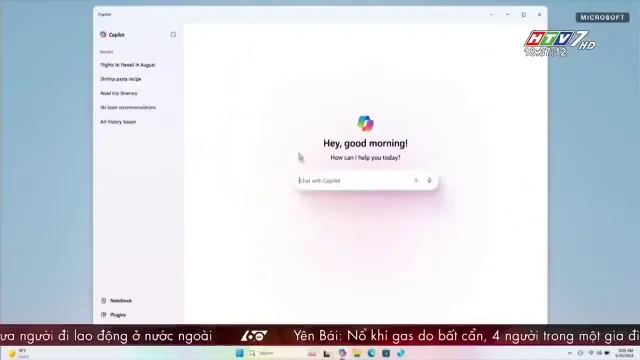 Copilot
MICROSOFT
HTV7 HD
Copilot
Recent
Flights to Hawaii in August
Shrimp pasta recipe
Road trip itinerary
Ski boot recommendations
Art history lesson
Hey, good morning!
How can I help you today?
Chat with Copilot
Notebook
Plugins
ưa người đi lao động ở nước ngoài
Yên Bái: Nổ khí gas do bất cẩn, 4 người trong một gia đì
Search